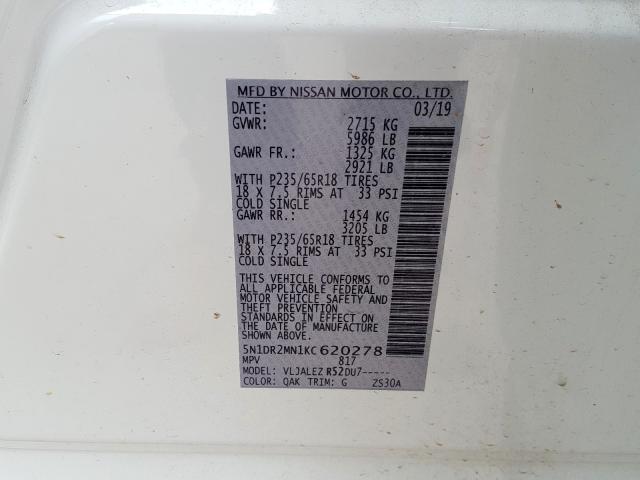 MFD BY NISSAN MOTOR CO., LTD.
DATE: 03/19
GVWR: 2715 KG
5986 LB
GAWR FR.: 1325 KG
2921 LB
WITH P235/65R18 TIRES
18 X 7.5 RIMS AT 33 PSI
COLD SINGLE
GAWR RR.: 1454 KG
3205 LB
WITH P235/65R18 TIRES
18 X 7.5 RIMS AT 33 PSI
COLD SINGLE
THIS VEHICLE CONFORMS TO
ALL APPLICABLE FEDERAL
MOTOR VEHICLE SAFETY AND
THEFT PREVENTION
STANDARDS IN EFFECT ON
THE DATE OF MANUFACTURE
SHOWN ABOVE.
5N1DR2MN1KC620278
MPV 817
MODEL: VLJALEZ R52DU7-----
COLOR: QAK TRIM: G ZS30A